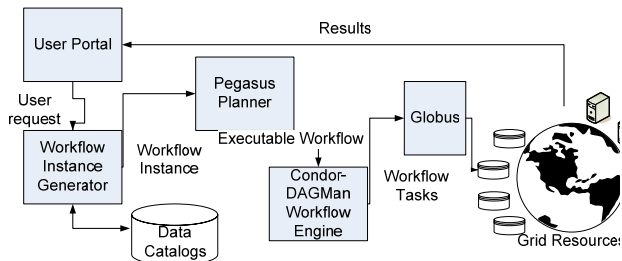 User Portal
Results
User
request
Pegasus
Planner
Globus
Executable Workflow
Workflow
Instance
Generator
Workflow
Instance
Condor-
DAGMan
Workflow
Engine
Workflow
Tasks
Data
Catalogs
Grid Resources